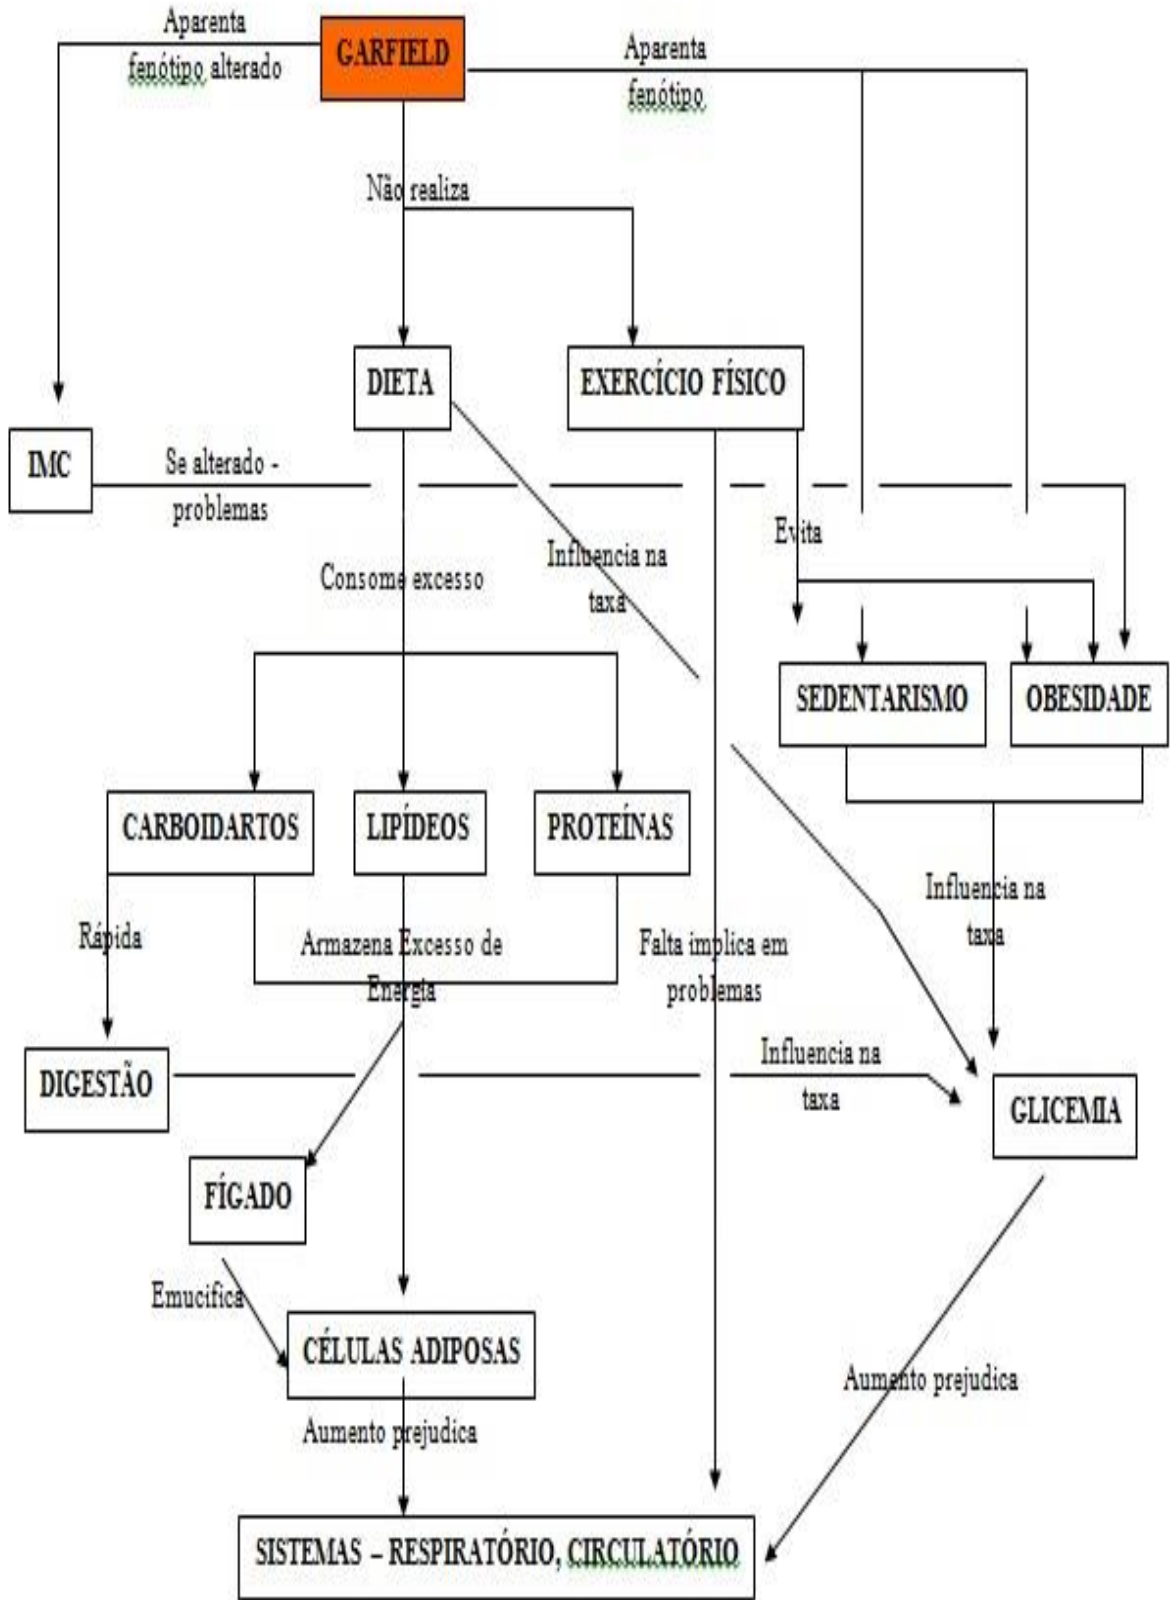 Aparenta
fenótipo alterado
GARFIELD
Aparenta
fenótipo
Não realiza
DIETA
EXERCÍCIO FÍSICO
IMC
Se alterado -
problemas
Evita
Influencia na
taxa
Consome excesso
SEDENTARISMO
OBESIDADE
CARBOIDARTOS
LIPÍDEOS
PROTEÍNAS
Influencia na
taxa
Rápida
Armazena Excesso de
Energia
Falta implica em
problemas
DIGESTÃO
Influencia na
taxa
GLICEMIA
FÍGADO
Emucifica
CÉLULAS ADIPOSAS
Aumento prejudica
Aumento prejudica
SISTEMAS – RESPIRATÓRIO, CIRCULATÓRIO